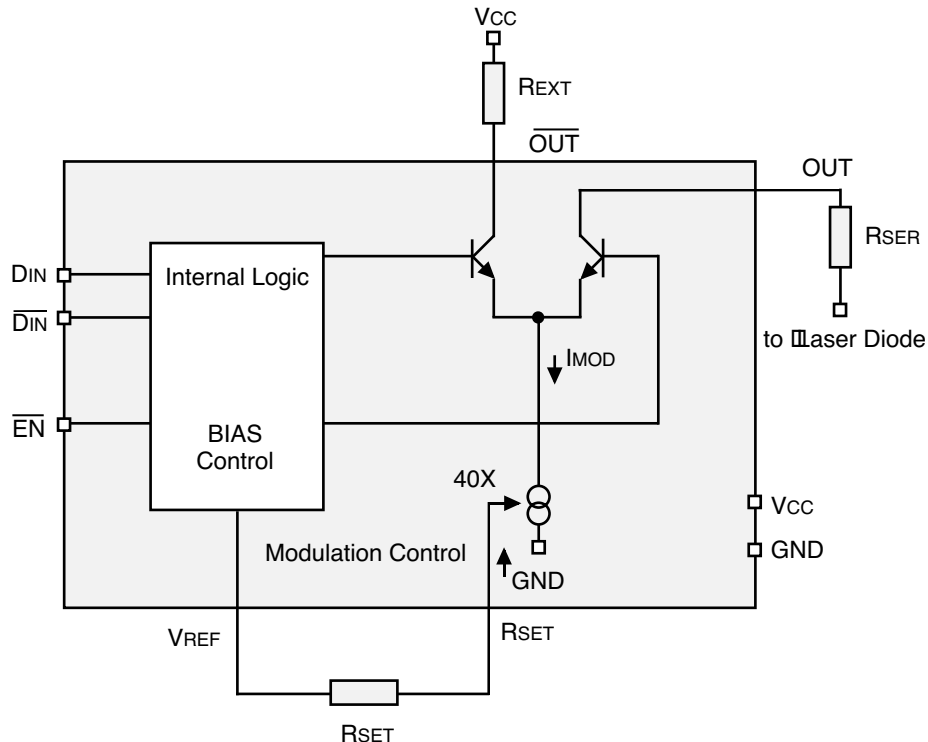 VCC
REXT
OUT
OUT
RSER
DIN
Internal Logic
DIN
to Laser Diode
IMOD
EN
BIAS
Control
40X
VCC
Modulation Control
GND
GND
VREF
RSET
RSET